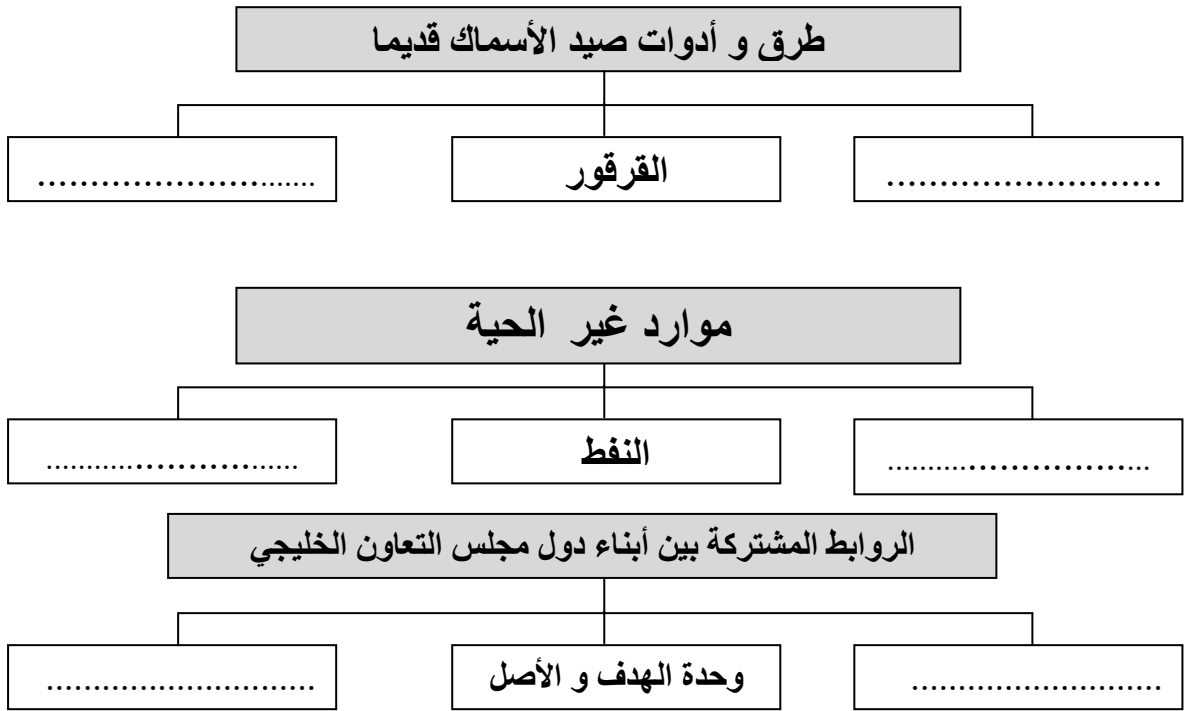 طرق و أدوات صيد الأسماك قديما
............................ القرقور ..........................
موارد غير الحية
............................ النفط ............................
الروابط المشتركة بين أبناء دول مجلس التعاون الخليجي
............................ وحدة الهدف و الأصل ..........................